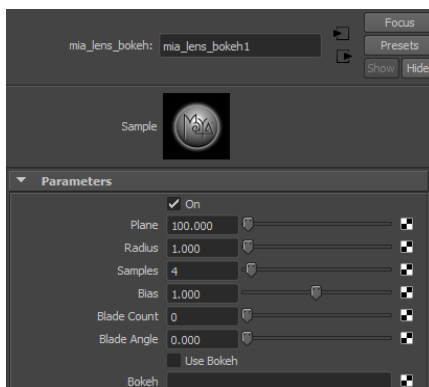 Focus
mia_lens_bokeh: mia_lens_bokeh1
Presets
Show Hide
Sample
MAYA
Parameters
On
Plane 100.000
Radius 1.000
Samples 4
Bias 1.000
Blade Count 0
Blade Angle 0.000
Use Bokeh
Bokeh